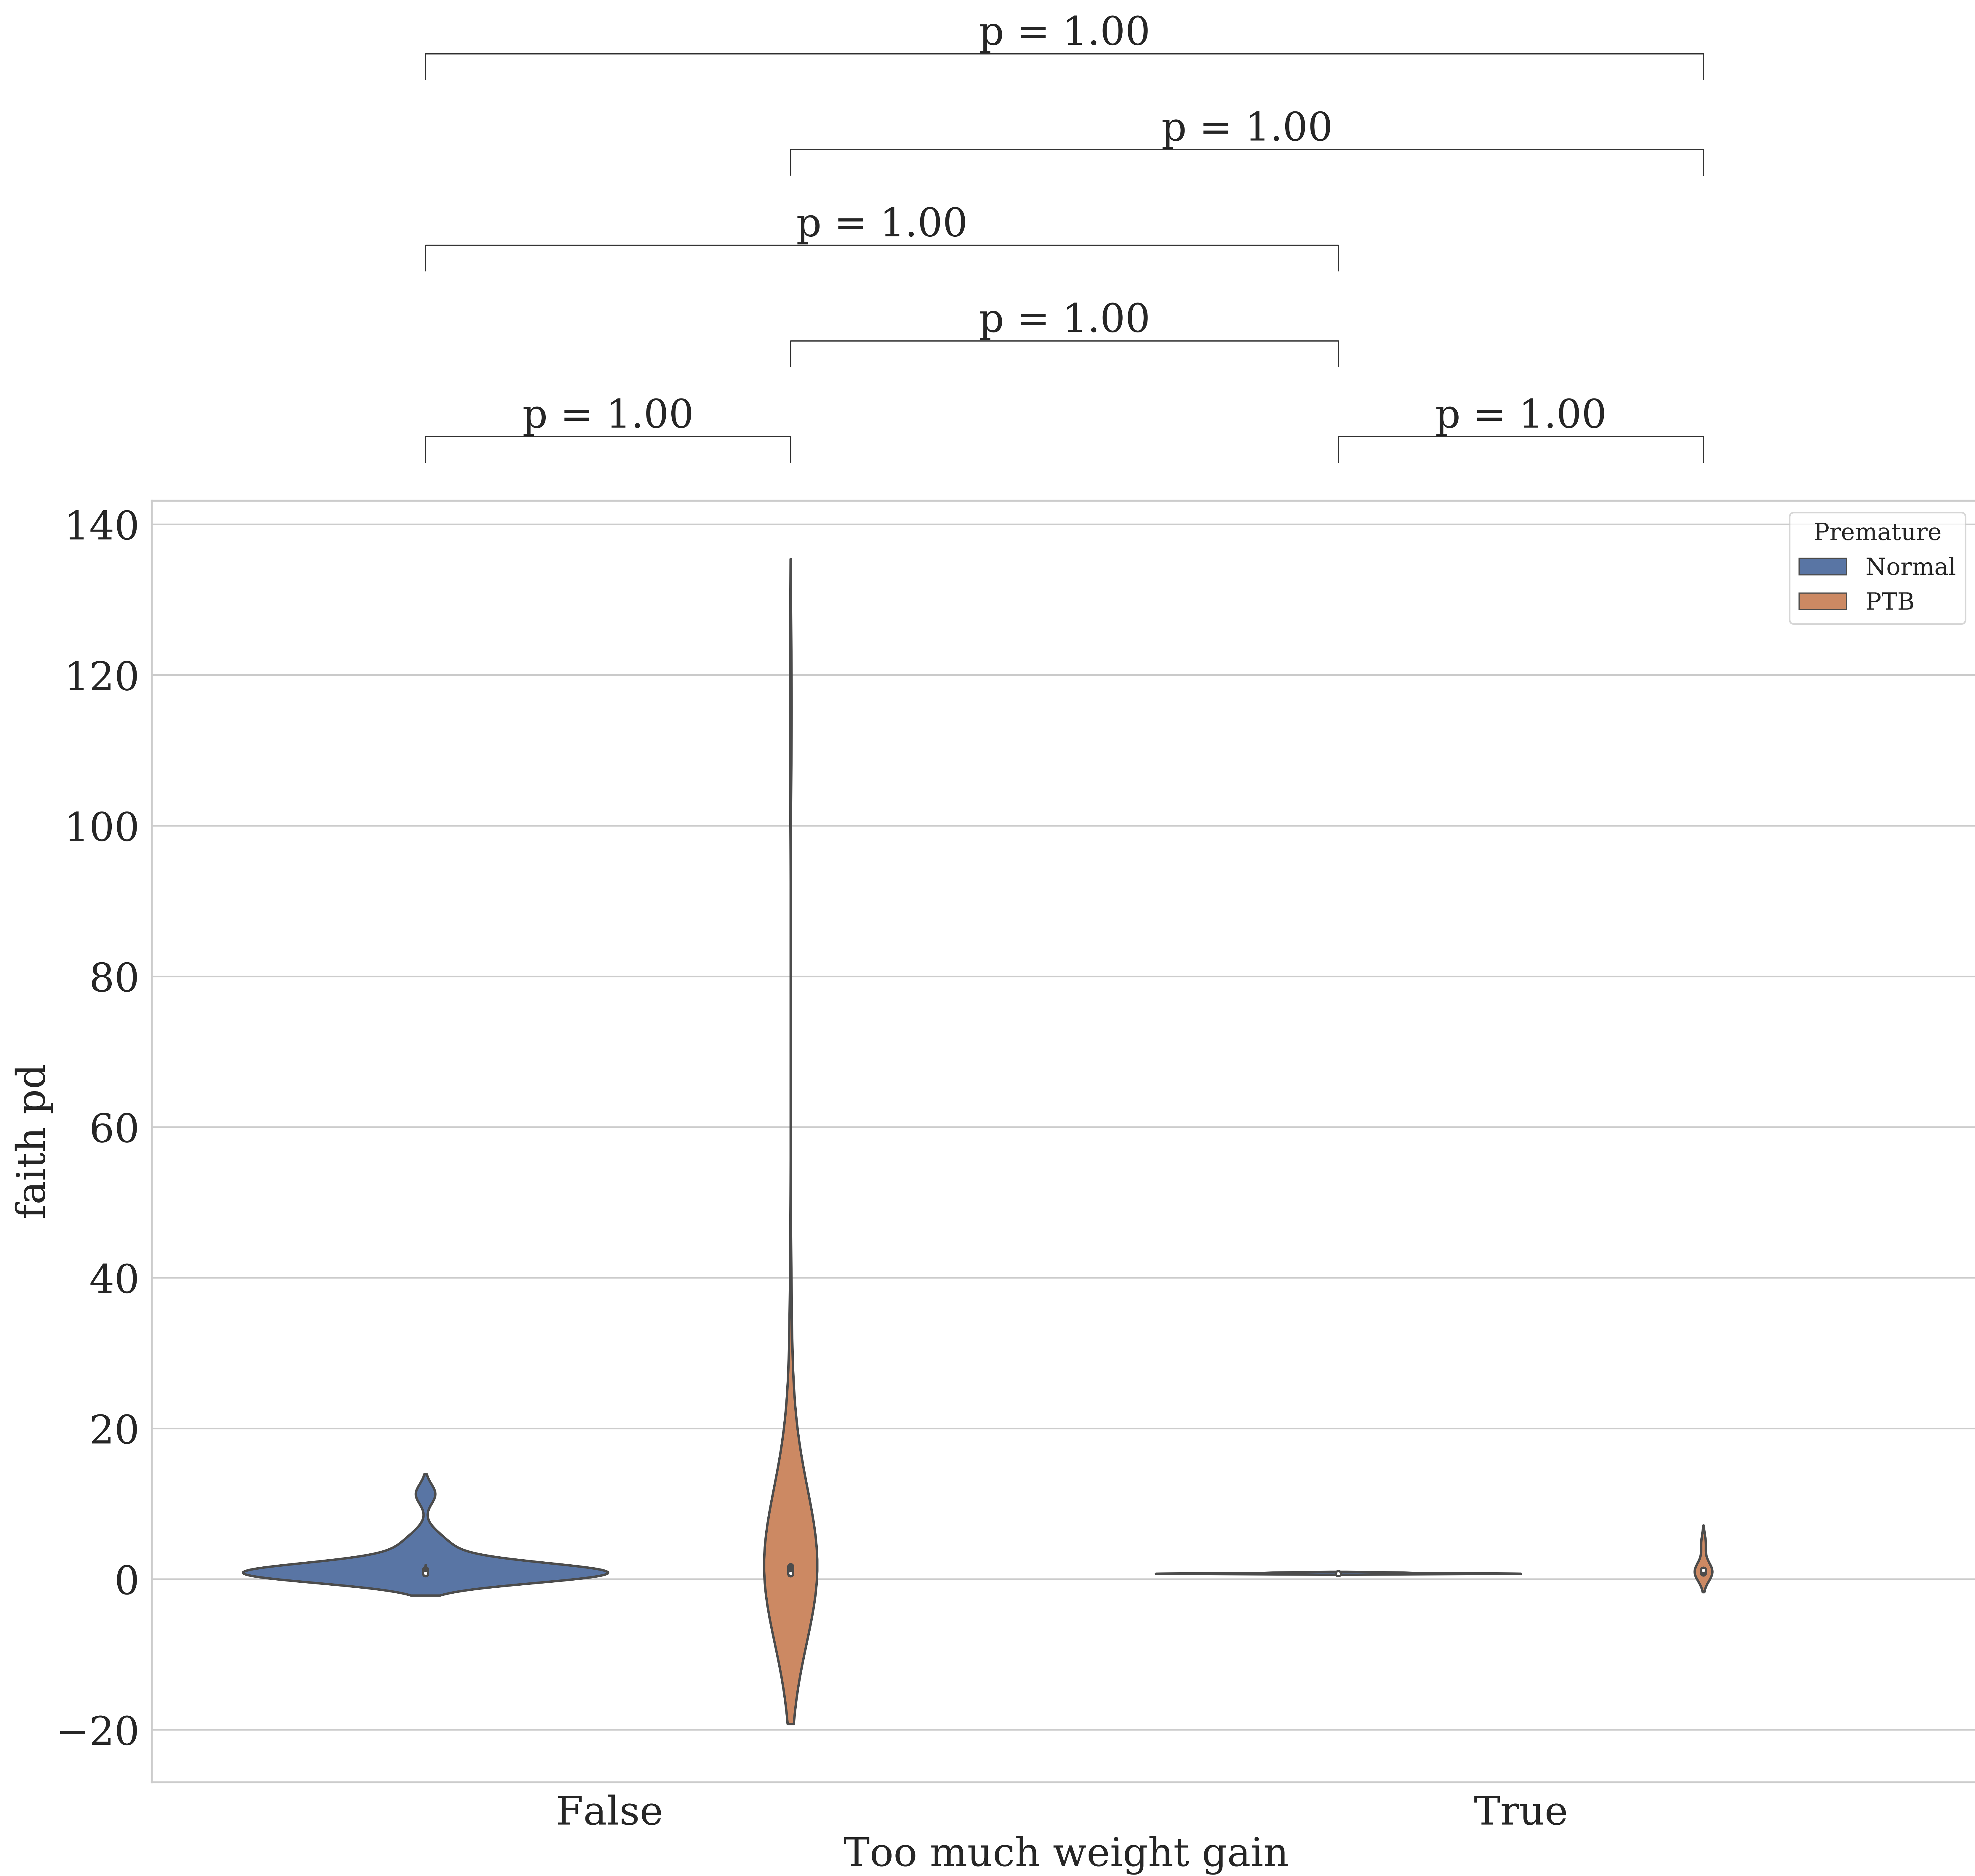 p = 1.00
p = 1.00
p = 1.00
p = 1.00
p = 1.00 p = 1.00
140
120
100
80
60
40
20
0
−20
faith pd
Premature
Normal
PTB
False True
Too much weight gain